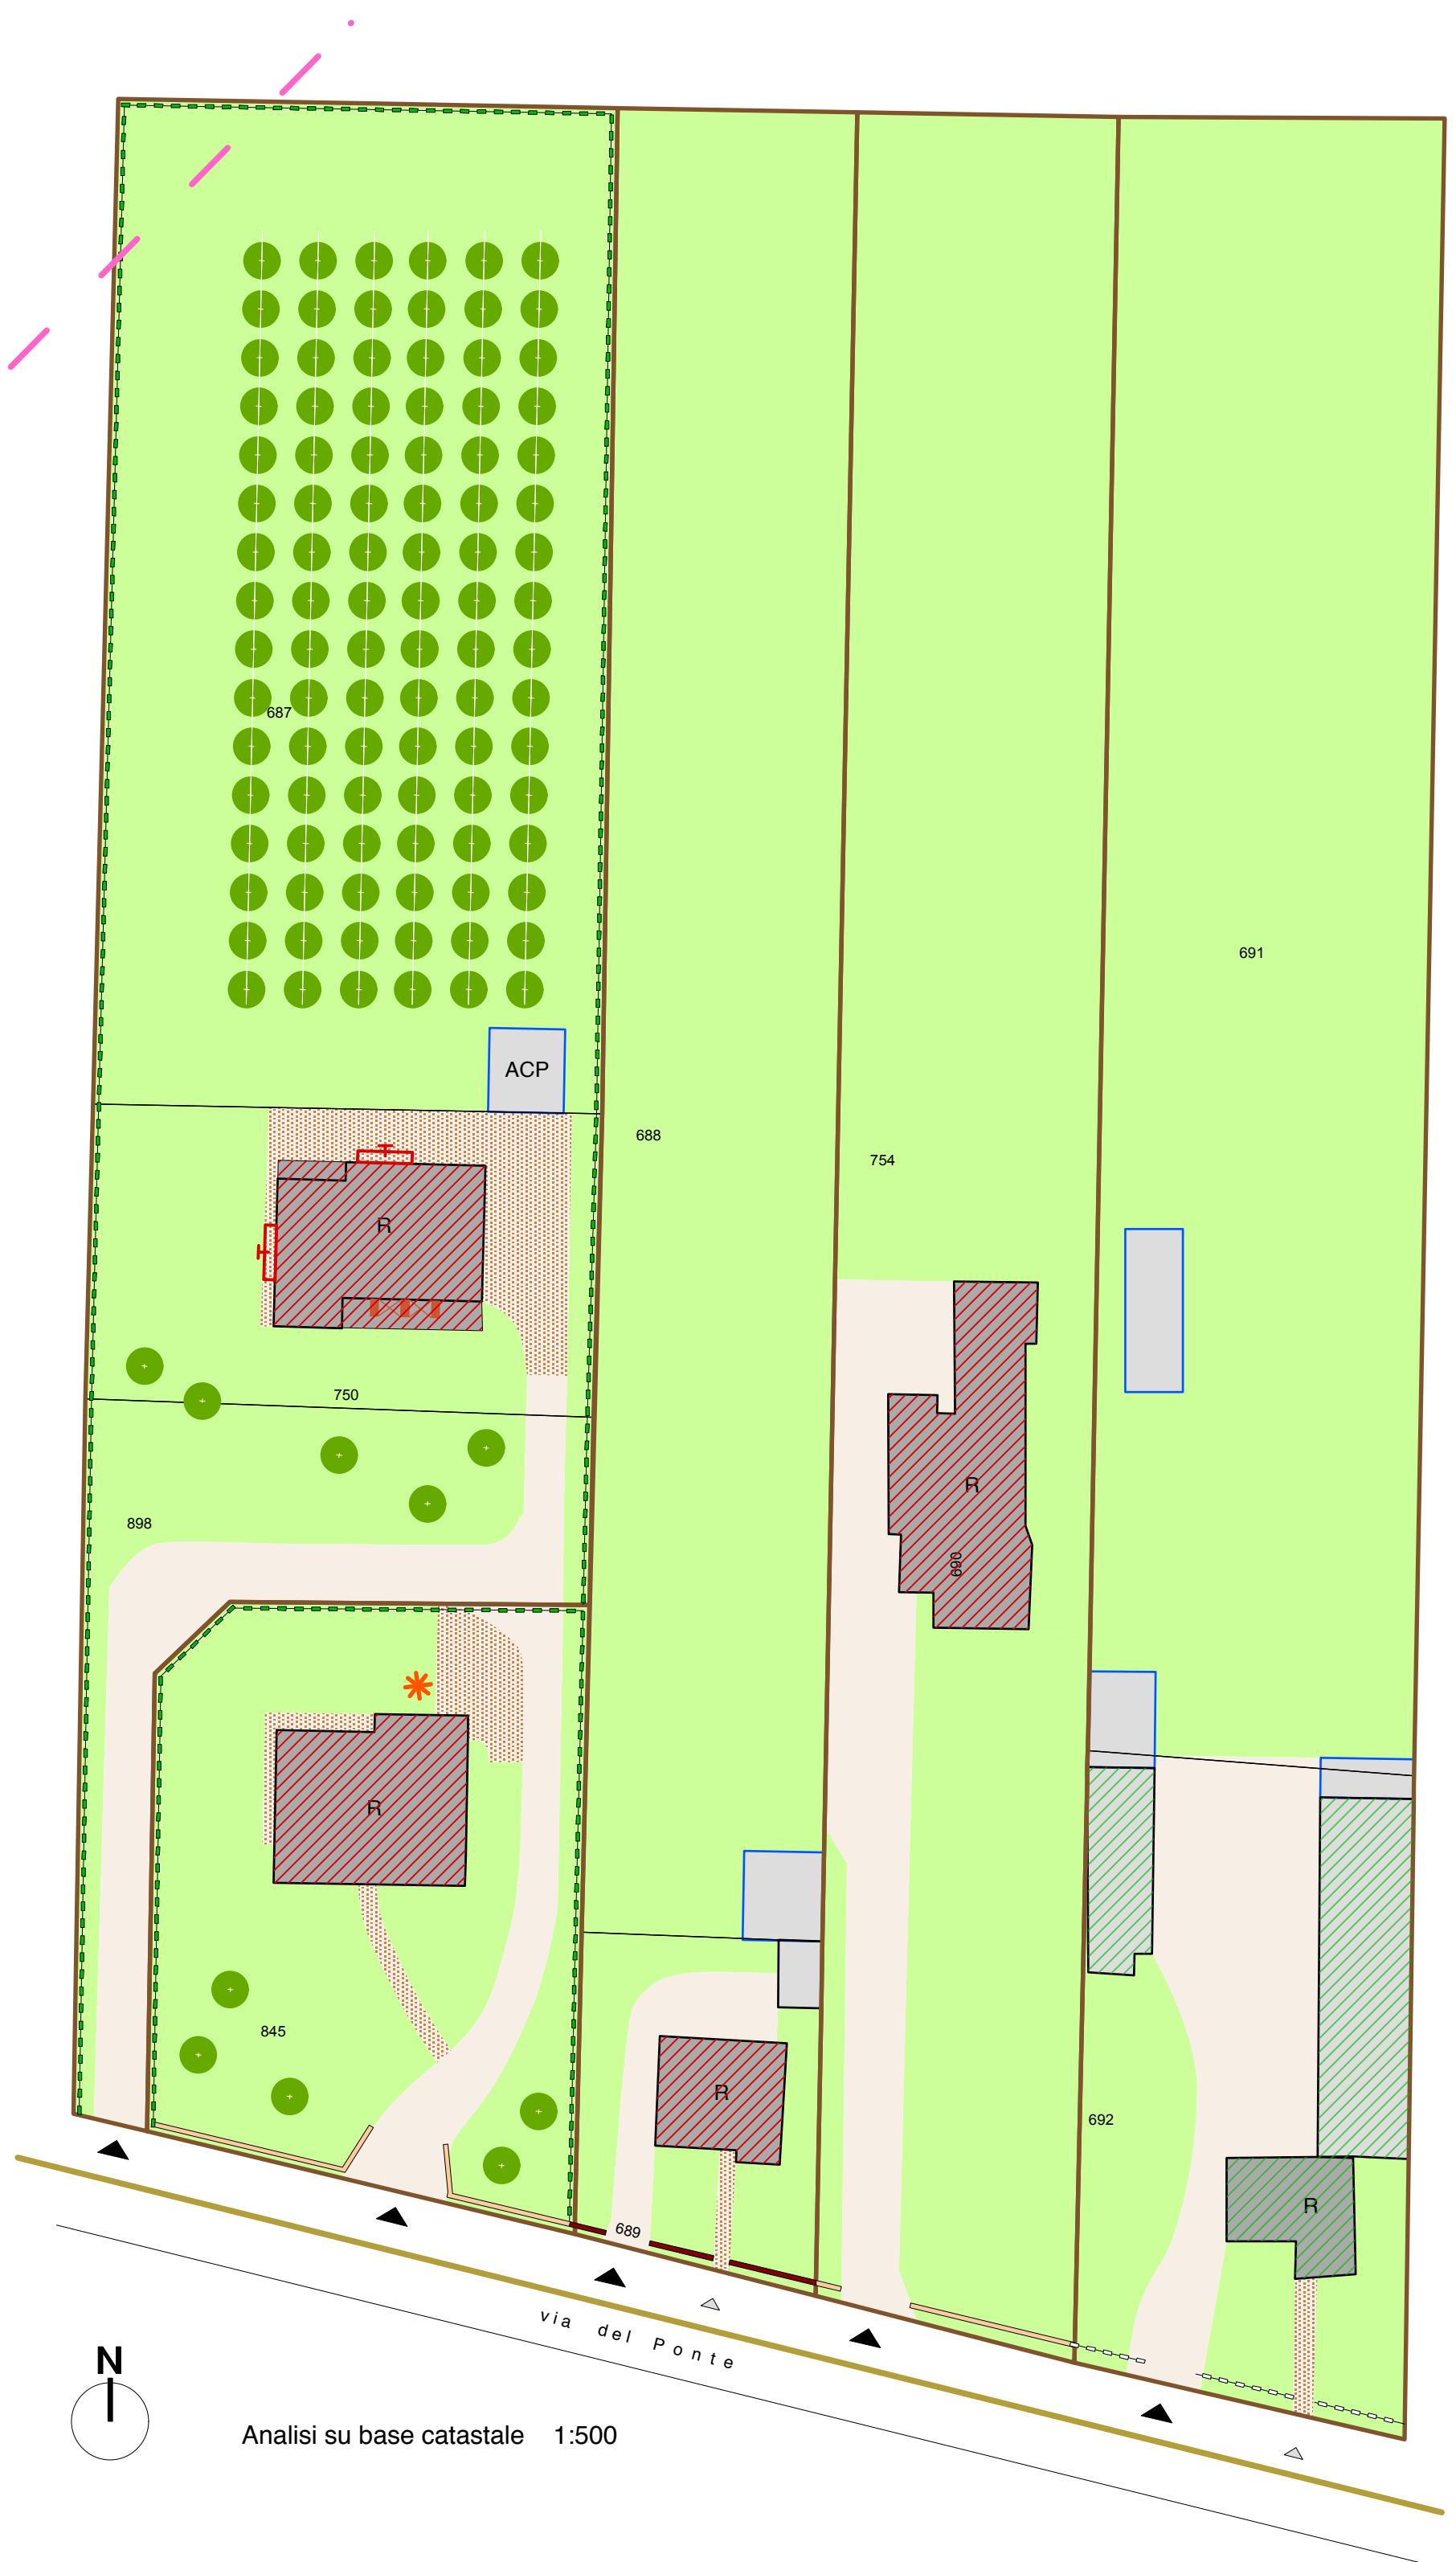 687
691
ACP
688
754
R
750
R
898
690
R
845
R
692
R
689
via del Ponte
N
Analisi su base catastale 1:500